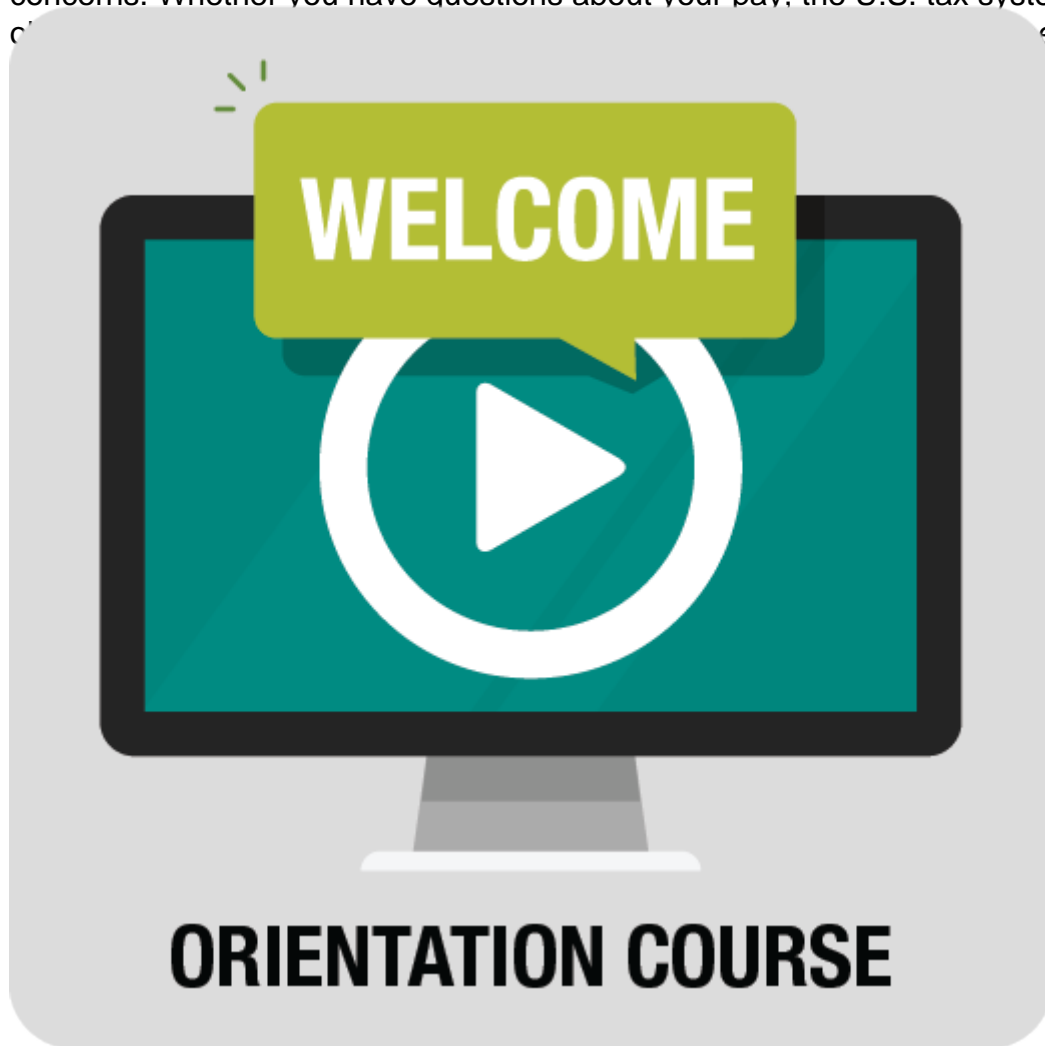 concerns. Whether you have questions about your pay, the U.S. tax syste
WELCOME
ORIENTATION COURSE